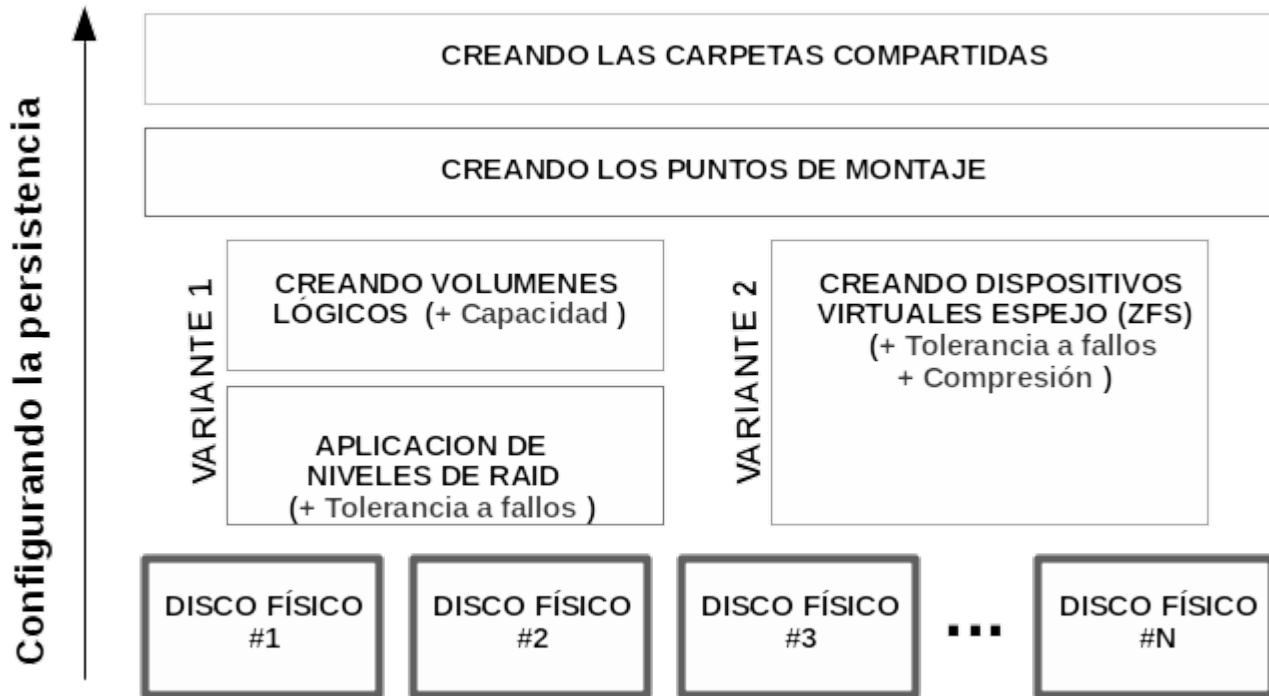 Configurando la persistencia
CREANDO LAS CARPETAS COMPARTIDAS
CREANDO LOS PUNTOS DE MONTAJE
VARIANTE 1
CREANDO VOLUMENES
LÓGICOS (+ Capacidad )
APLICACION DE
NIVELES DE RAID
(+ Tolerancia a fallos )
VARIANTE 2
CREANDO DISPOSITIVOS
VIRTUALES ESPEJO (ZFS)
(+ Tolerancia a fallos
+ Compresión )
DISCO FÍSICO
#1
DISCO FÍSICO
#2
DISCO FÍSICO
#3
...
DISCO FÍSICO
#N